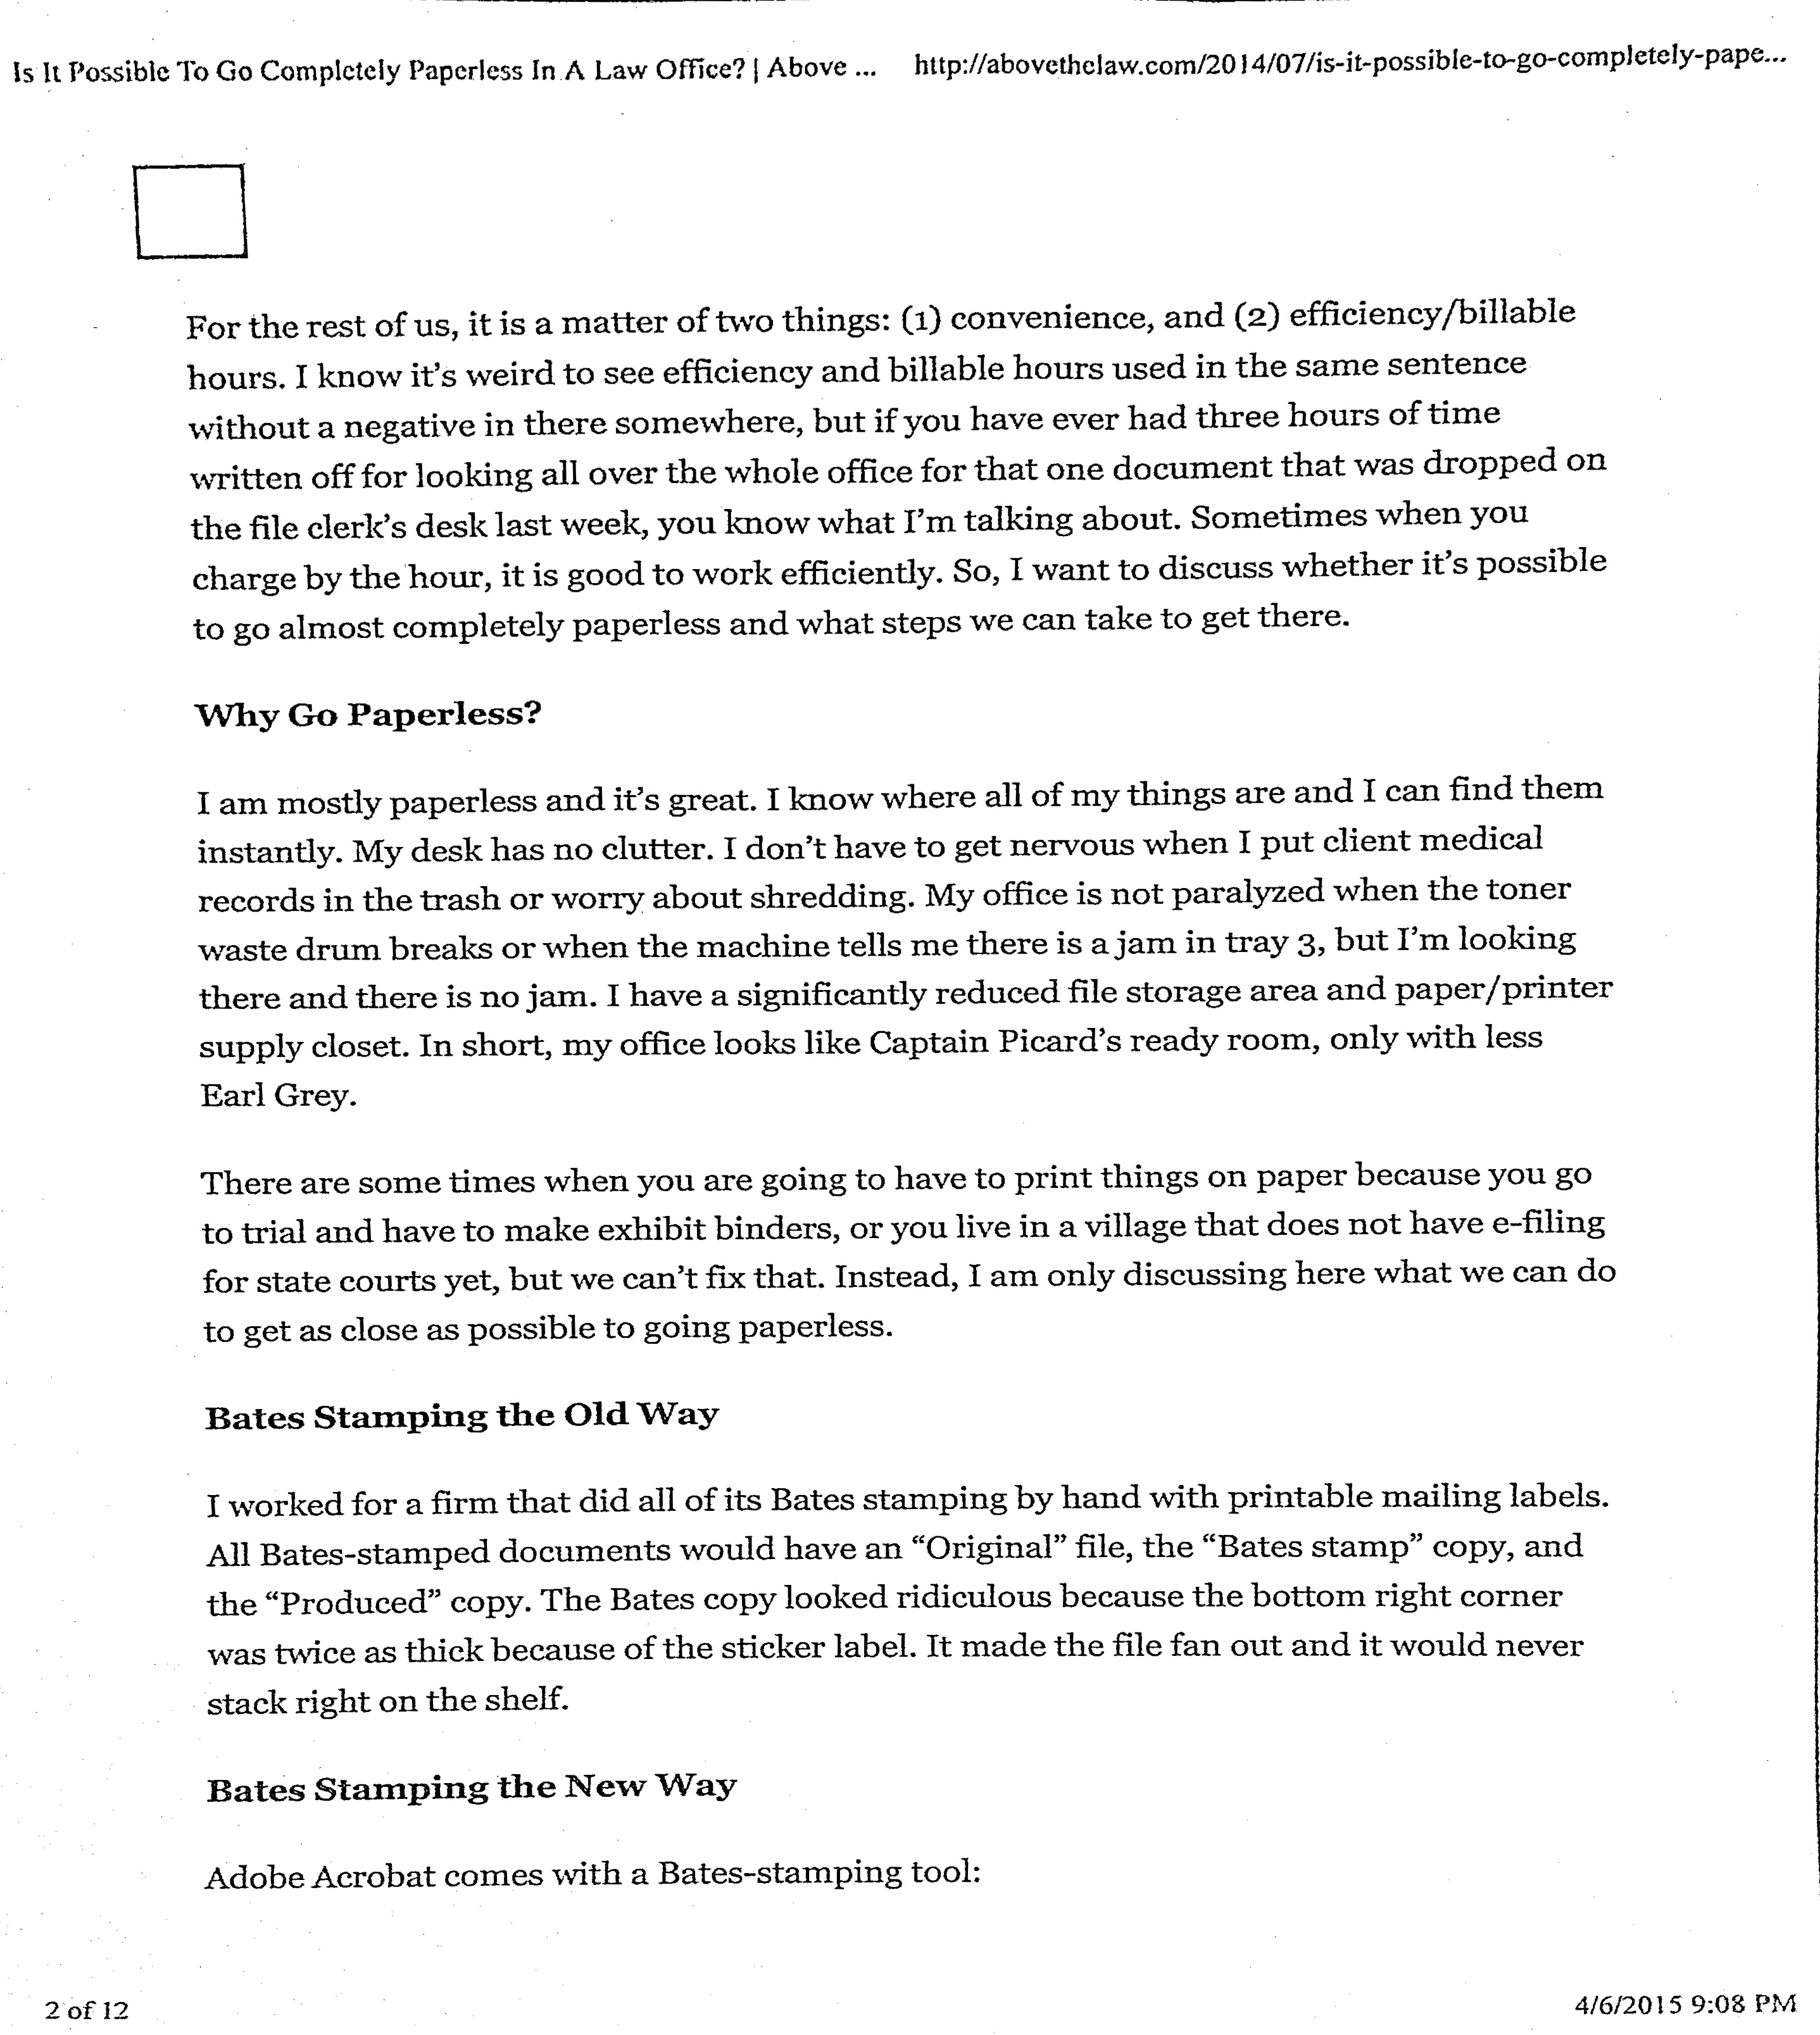 Is It Possible To Go Completely Paperless In A Law Office? | Above ... http://abovethelaw.com/2014/07/is-it-possible-to-go-completely-pape...
For the rest of us, it is a matter of two things: (1) convenience, and (2) efficiency/billable
hours. I know it's weird to see efficiency and billable hours used in the same sentence
without a negative in there somewhere, but if you have ever had three hours of time
written off for looking all over the whole office for that one document that was dropped on
the file clerk's desk last week, you know what I'm talking about. Sometimes when you
charge by the hour, it is good to work efficiently. So, I want to discuss whether it's possible
to go almost completely paperless and what steps we can take to get there.
Why Go Paperless?
I am mostly paperless and it's great. I know where all of my things are and I can find them
instantly. My desk has no clutter. I don't have to get nervous when I put client medical
records in the trash or worry about shredding. My office is not paralyzed when the toner
waste drum breaks or when the machine tells me there is a jam in tray 3, but I'm looking
there and there is no jam. I have a significantly reduced file storage area and paper/printer
supply closet. In short, my office looks like Captain Picard's ready room, only with less
Earl Grey.
There are some times when you are going to have to print things on paper because you go
to trial and have to make exhibit binders, or you live in a village that does not have e-filing
for state courts yet, but we can't fix that. Instead, I am only discussing here what we can do
to get as close as possible to going paperless.
Bates Stamping the Old Way
I worked for a firm that did all of its Bates stamping by hand with printable mailing labels.
All Bates-stamped documents would have an “Original” file, the “Bates stamp” copy, and
the “Produced” copy. The Bates copy looked ridiculous because the bottom right corner
was twice as thick because of the sticker label. It made the file fan out and it would never
stack right on the shelf.
Bates Stamping the New Way
Adobe Acrobat comes with a Bates-stamping tool:
2 of 12 4/6/2015 9:08 PM